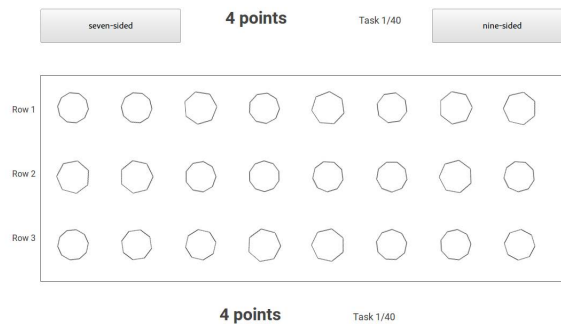 seven-sided 4 points Task 1/40 nine-sided
Row 1
Row 2
Row 3
4 points Task 1/40